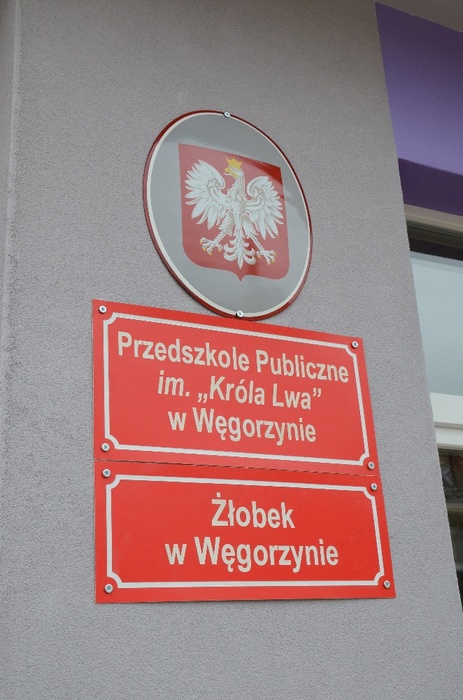 Przedszkole Publiczne
im. „Króla Lwa”
w Węgorzynie
Żłobek
w Węgorzynie